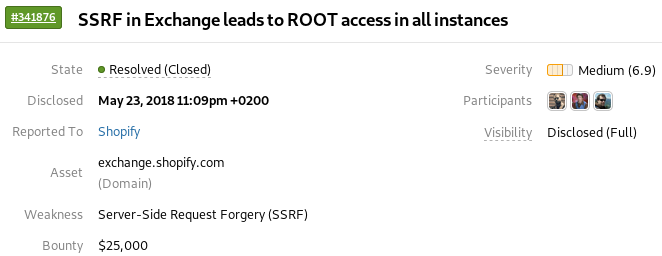 #341876 SSRF in Exchange leads to ROOT access in all instances
State Resolved (Closed) Severity Medium (6.9)
Disclosed May 23, 2018 11:09pm +0200 Participants
Reported To Shopify Visibility Disclosed (Full)
Asset exchange.shopify.com
(Domain)
Weakness Server-Side Request Forgery (SSRF)
Bounty $25,000